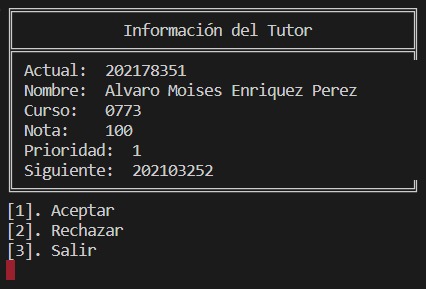 Información del Tutor
Actual: 202178351
Nombre: Alvaro Moises Enriquez Perez
Curso: 0773
Nota: 100
Prioridad: 1
Siguiente: 202103252
[1]. Aceptar
[2]. Rechazar
[3]. Salir